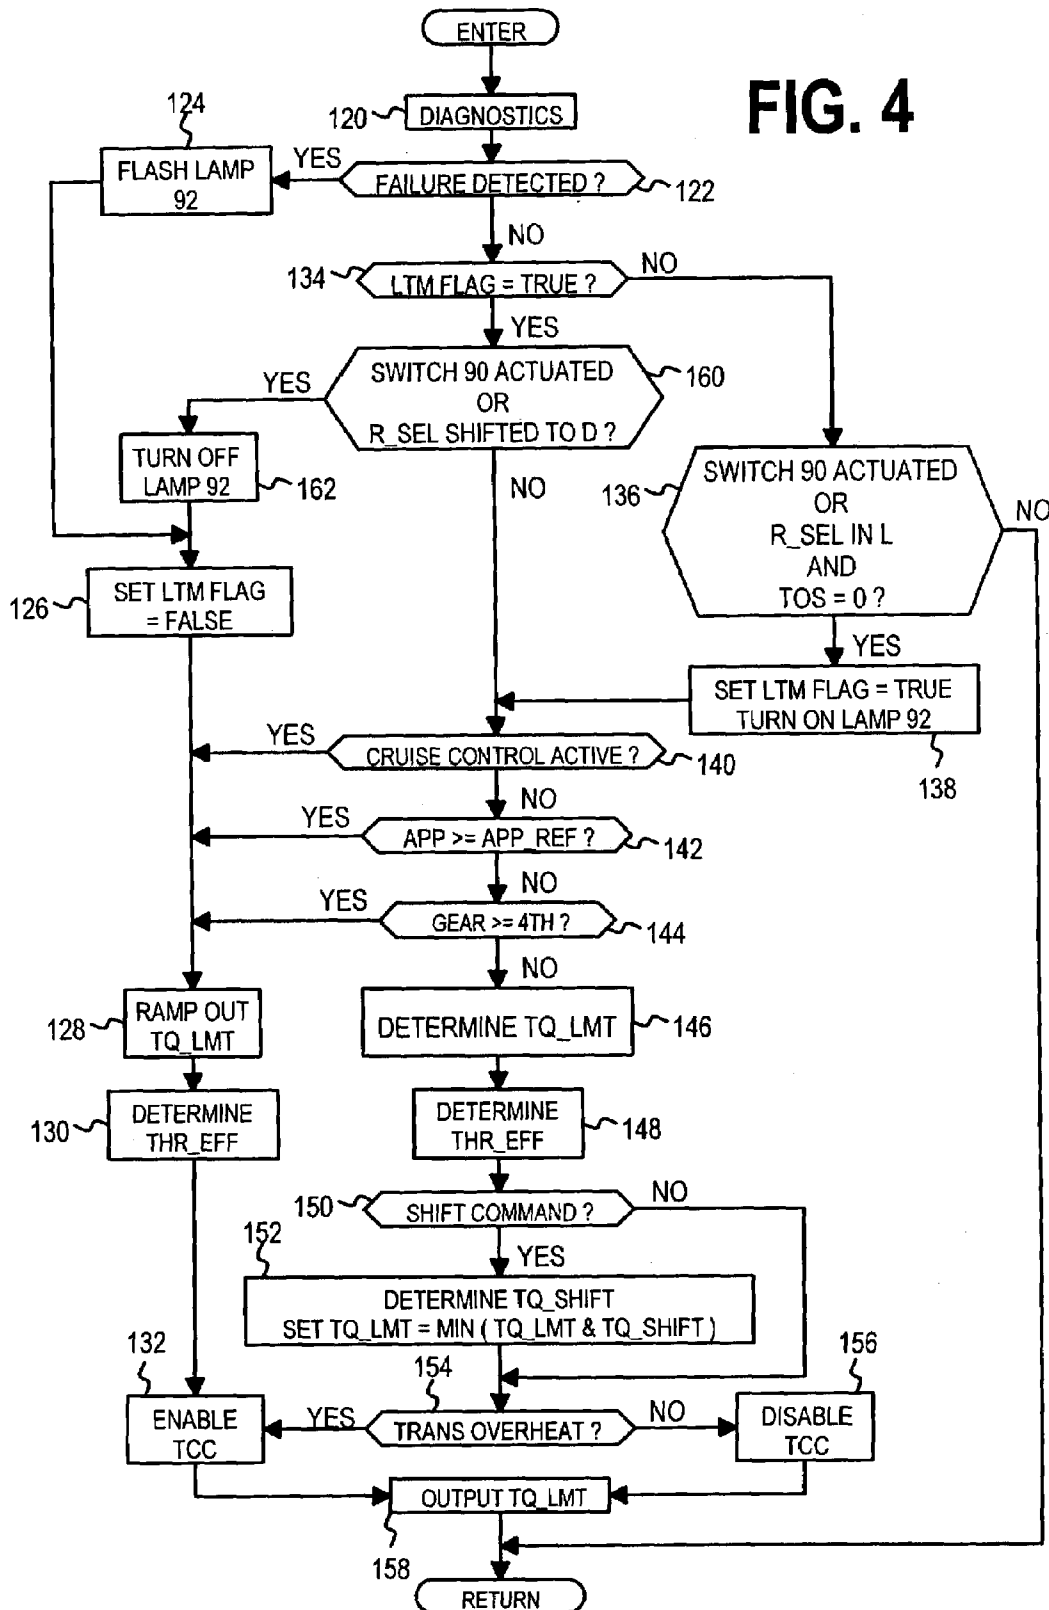 ENTER
FIG. 4
120
DIAGNOSTICS
124
FLASH LAMP
92
YES
FAILURE DETECTED ?
122
NO
134
LTM FLAG = TRUE ?
NO
YES
SWITCH 90 ACTUATED
OR
R_SEL SHIFTED TO D ?
160
YES
TURN OFF
LAMP 92
162
NO
136
SWITCH 90 ACTUATED
OR
R_SEL IN L
AND
TOS = 0 ?
NO
YES
126
SET LTM FLAG
= FALSE
SET LTM FLAG = TRUE
TURN ON LAMP 92
138
YES
CRUISE CONTROL ACTIVE ?
140
NO
YES
APP >= APP_REF ?
142
NO
YES
GEAR >= 4TH ?
144
NO
128
RAMP OUT
TQ_LMT
DETERMINE TQ_LMT
146
130
DETERMINE
THR_EFF
DETERMINE
THR_EFF
148
150
SHIFT COMMAND ?
NO
YES
152
DETERMINE TQ_SHIFT
SET TQ_LMT = MIN ( TQ_LMT & TQ_SHIFT )
132
ENABLE
TCC
YES
154
TRANS OVERHEAT ?
NO
156
DISABLE
TCC
OUTPUT TQ_LMT
158
RETURN